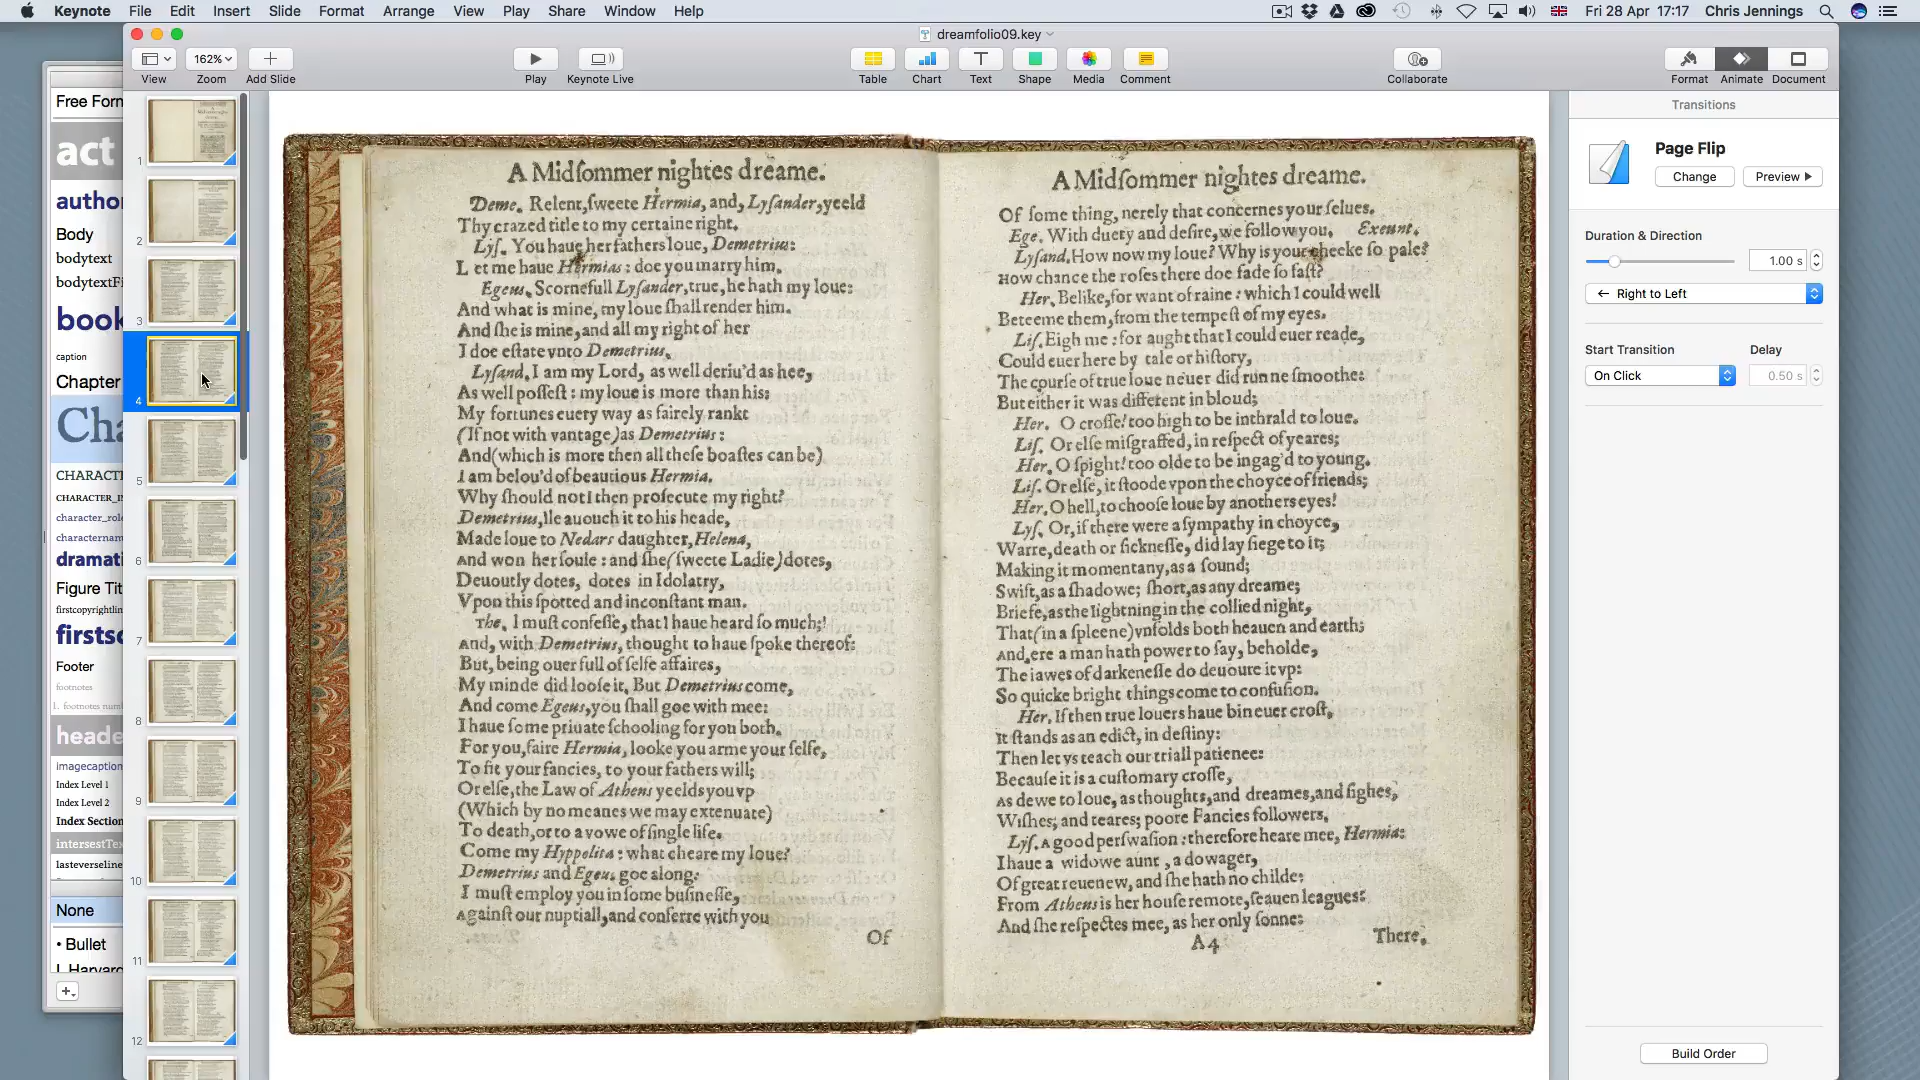 Keynote File Edit Insert Slide Format Arrange View Play Share Window Help
Fri 28 Apr 17:17 Chris Jennings
dreamfolio09.key
162%
View Zoom Add Slide Play Keynote Live Table Chart Text Shape Media Comment Collaborate Format Animate Document
Free Form
act
author
Body
bodytext
bodytextFi
book
caption
Chapter
Cha
CHARACTER
CHARACTER_IN
character_role
charactername
dramati
Figure Tit
firstcopyrightlin
firstsc
Footer
footnotes
1. footnotes num
heade
imagecaption
Index Level 1
Index Level 2
Index Section
intersestTex
lasteverseline
None
• Bullet
I. Harvard
1
2
3
4
5
6
7
8
9
10
11
12
A Midſommer nightes dreame.
Deme. Relent, ſweete Hermia, and, Lyſander, yeeld
Thy crazed title to my certaine right.
Lyſ. You haue her fathers loue, Demetrius:
Let me haue Hermias: doe you marry him.
Egeus. Scornefull Lyſander, true, he hath my loue:
And what is mine, my loue ſhall render him.
And ſhe is mine, and all my right of her
I doe eſtate vnto Demetrius.
Lyſand. I am my Lord, as well deriu'd as hee,
As well poſſeſt: my loue is more than his:
My fortunes euery way as fairely rankt
(If not with vantage) as Demetrius:
And (which is more then all theſe boaſtes can be)
I am belou'd of beautious Hermia.
Why ſhould not I then proſecute my right?
Demetrius, Ile auouch it to his heade,
Made loue to Nedars daughter, Helena,
And won her ſoule: and ſhe (ſweete Ladie) dotes,
Deuoutly dotes, dotes in Idolatry,
Vpon this ſpotted and inconſtant man.
The. I muſt confeſſe, that I haue heard ſo much;
And, with Demetrius, thought to haue ſpoke thereof:
But, being ouer full of ſelfe affaires,
My minde did looſe it. But Demetrius come,
And come Egeus, you ſhall goe with mee:
I haue ſome priuate ſchooling for you both.
For you, faire Hermia, looke you arme your ſelfe,
To fit your fancies, to your fathers will;
Or elſe, the Law of Athens yeelds you vp
(Which by no meanes we may extenuate)
To death, or to a vowe of ſingle life.
Come my Hyppolita: what cheare my loue?
Demetrius and Egeus goe along:
I muſt employ you in ſome buſineſſe,
Againſt our nuptiall, and conferre with you
Of
A Midſommer nightes dreame.
Of ſome thing, nerely that concernes your ſelues.
Ege. With duety and deſire, we follow you. Exeunt.
Lyſand. How now my loue? Why is your cheeke ſo pale?
How chance the roſes there doe fade ſo faſt?
Her. Belike, for want of raine: which I could well
Beteeme them, from the tempeſt of my eyes.
Liſ. Eigh me: for aught that I could euer reade,
Could euer here by tale or hiſtory,
The courſe of true loue neuer did runne ſmoothe:
But either it was different in bloud;
Her. O croſſe! too high to be inthrald to loue.
Liſ. Or elſe miſgraffed, in reſpect of yeares;
Her. O ſpight! too olde to be ingag'd to young.
Liſ. Or elſe, it ſtoode vpon the choyce of friends;
Her. O hell, to chooſe loue by anothers eyes!
Lyſ. Or, if there were a ſympathy in choyce,
Warre, death or ſickneſſe, did lay ſiege to it;
Making it momentany, as a ſound;
Swift, as a ſhadowe; ſhort, as any dreame;
Briefe, as the lightning in the collied night,
That (in a ſpleene) vnfolds both heauen and earth;
And, ere a man hath power to ſay, beholde,
The iawes of darkeneſſe do deuoure it vp:
So quicke bright things come to confuſion.
Her. If then true louers haue bin euer croſt,
It ſtands as an edict, in deſtiny:
Then let vs teach our triall patience:
Becauſe it is a cuſtomary croſſe,
As dewe to loue, as thoughts, and dreames, and ſighes,
Wiſhes; and teares; poore Fancies followers.
Lyſ. A good perſwaſion: therefore heare mee, Hermia:
I haue a widowe aunt, a dowager,
Of great reuenew, and ſhe hath no childe:
From Athens is her houſe remote, ſeauen leagues:
And ſhe reſpectes mee, as her only ſonne:
A4 There.
Transitions
Page Flip
Change Preview
Duration & Direction
1.00 s
← Right to Left
Start Transition Delay
On Click 0.50 s
Build Order